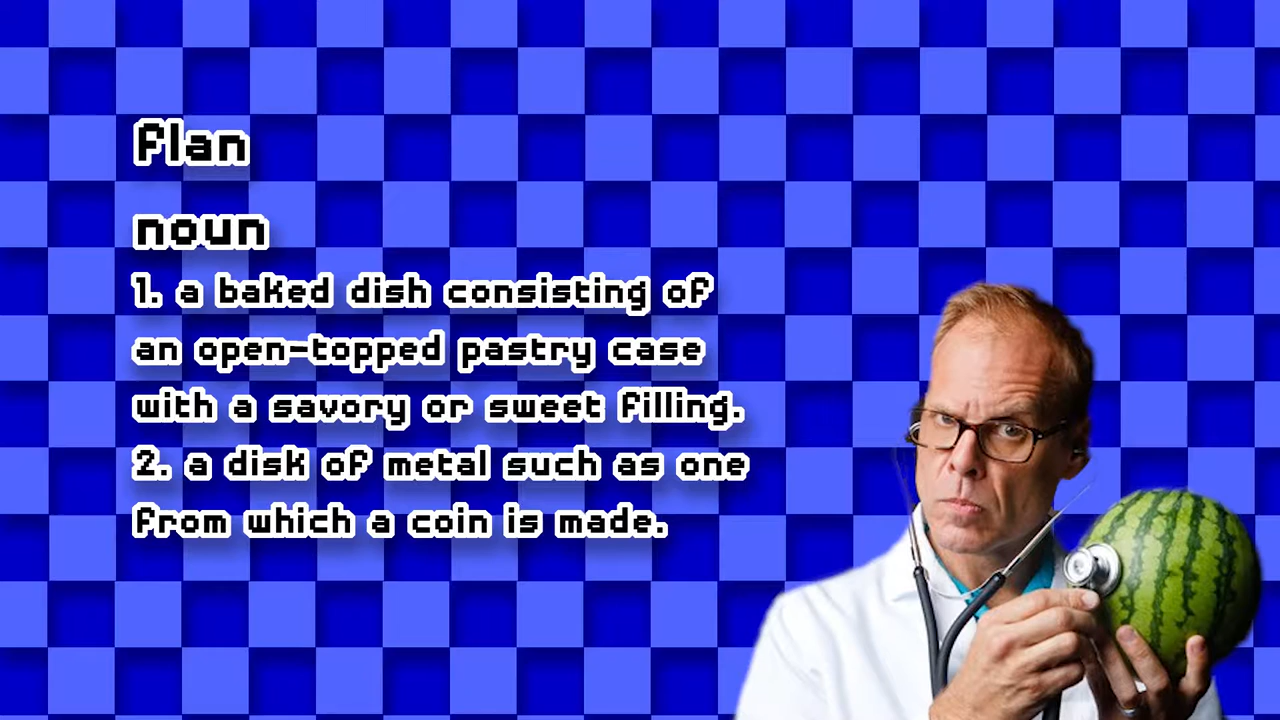 flan
noun
1. a baked dish consisting of
an open-topped pastry case
with a savory or sweet filling.
2. a disk of metal such as one
from which a coin is made.